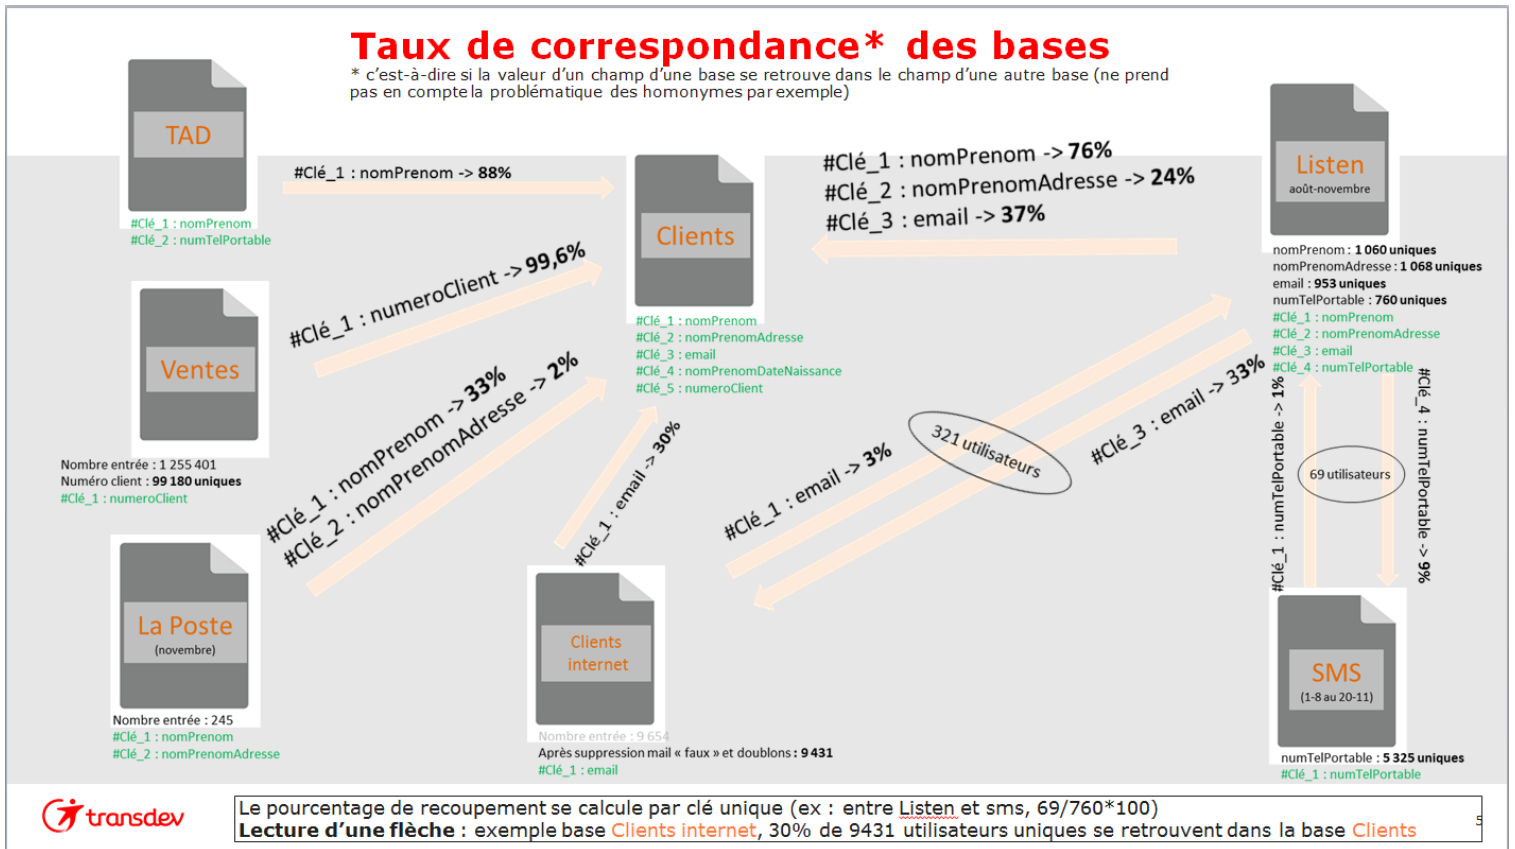 Taux de correspondance* des bases
* c’est-à-dire si la valeur d’un champ d’une base se retrouve dans le champ d’une autre base (ne prend
pas en compte la problématique des homonymes par exemple)
TAD
#Clé_1 : nomPrenom
#Clé_2 : numTelPortable
#Clé_1 : nomPrenom -> 88%
Clients
#Clé_1 : nomPrenom
#Clé_2 : nomPrenomAdresse
#Clé_3 : email
#Clé_4 : nomPrenomDateNaissance
#Clé_5 : numeroClient
#Clé_1 : nomPrenom -> 76%
#Clé_2 : nomPrenomAdresse -> 24%
#Clé_3 : email -> 37%
Listen
août-novembre
nomPrenom : 1 060 uniques
nomPrenomAdresse : 1 068 uniques
email : 953 uniques
numTelPortable : 760 uniques
#Clé_1 : nomPrenom
#Clé_2 : nomPrenomAdresse
#Clé_3 : email
#Clé_4 : numTelPortable
#Clé_1 : numeroClient -> 99,6%
Ventes
Nombre entrée : 1 255 401
Numéro client : 99 180 uniques
#Clé_1 : numeroClient
#Clé_1 : nomPrenom -> 33%
#Clé_2 : nomPrenomAdresse -> 2%
La Poste
(novembre)
Nombre entrée : 245
#Clé_1 : nomPrenom
#Clé_2 : nomPrenomAdresse
#Clé_1 : email -> 30%
Clients
internet
Nombre entrée : 9 654
Après suppression mail « faux » et doublons : 9 431
#Clé_1 : email
#Clé_1 : email -> 3%
321 utilisateurs
#Clé_3 : email -> 33%
#Clé_1 : numTelPortable -> 1%
69 utilisateurs
#Clé_4 : numTelPortable -> 9%
SMS
(1-8 au 20-11)
numTelPortable : 5 325 uniques
#Clé_1 : numTelPortable
transdev
Le pourcentage de recoupement se calcule par clé unique (ex : entre Listen et sms, 69/760*100)
Lecture d’une flèche : exemple base Clients internet, 30% de 9431 utilisateurs uniques se retrouvent dans la base Clients
5